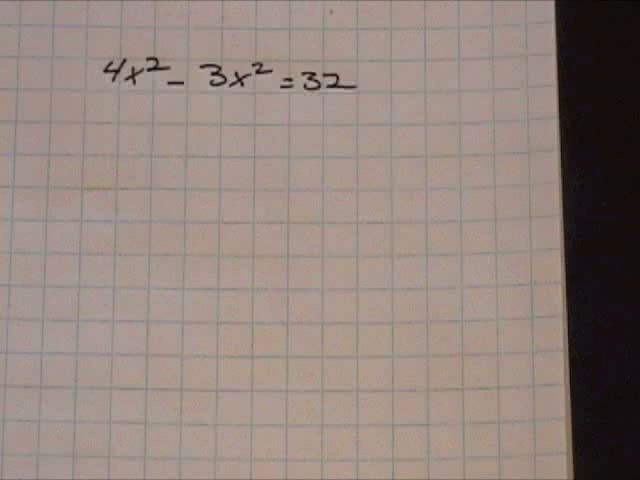 4x² - 3x² = 32